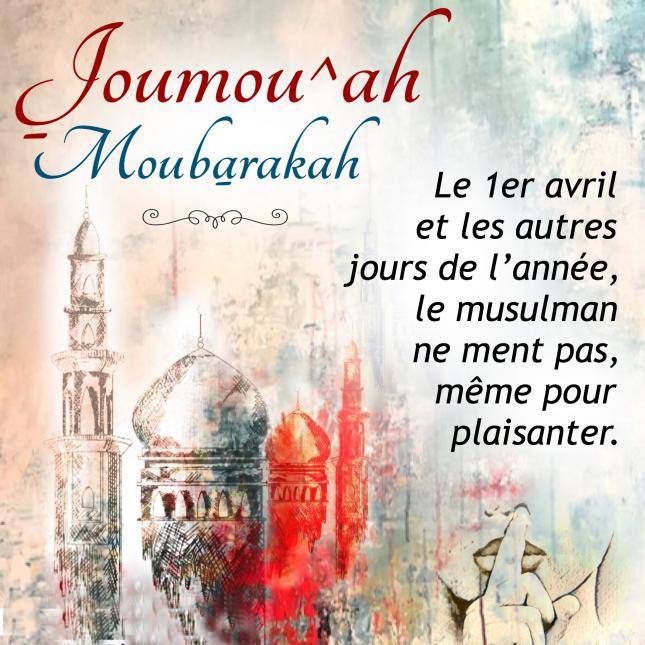 Joumou^ah
Moubarakah
Le 1er avril
et les autres
jours de l'année,
le musulman
ne ment pas,
même pour
plaisanter.